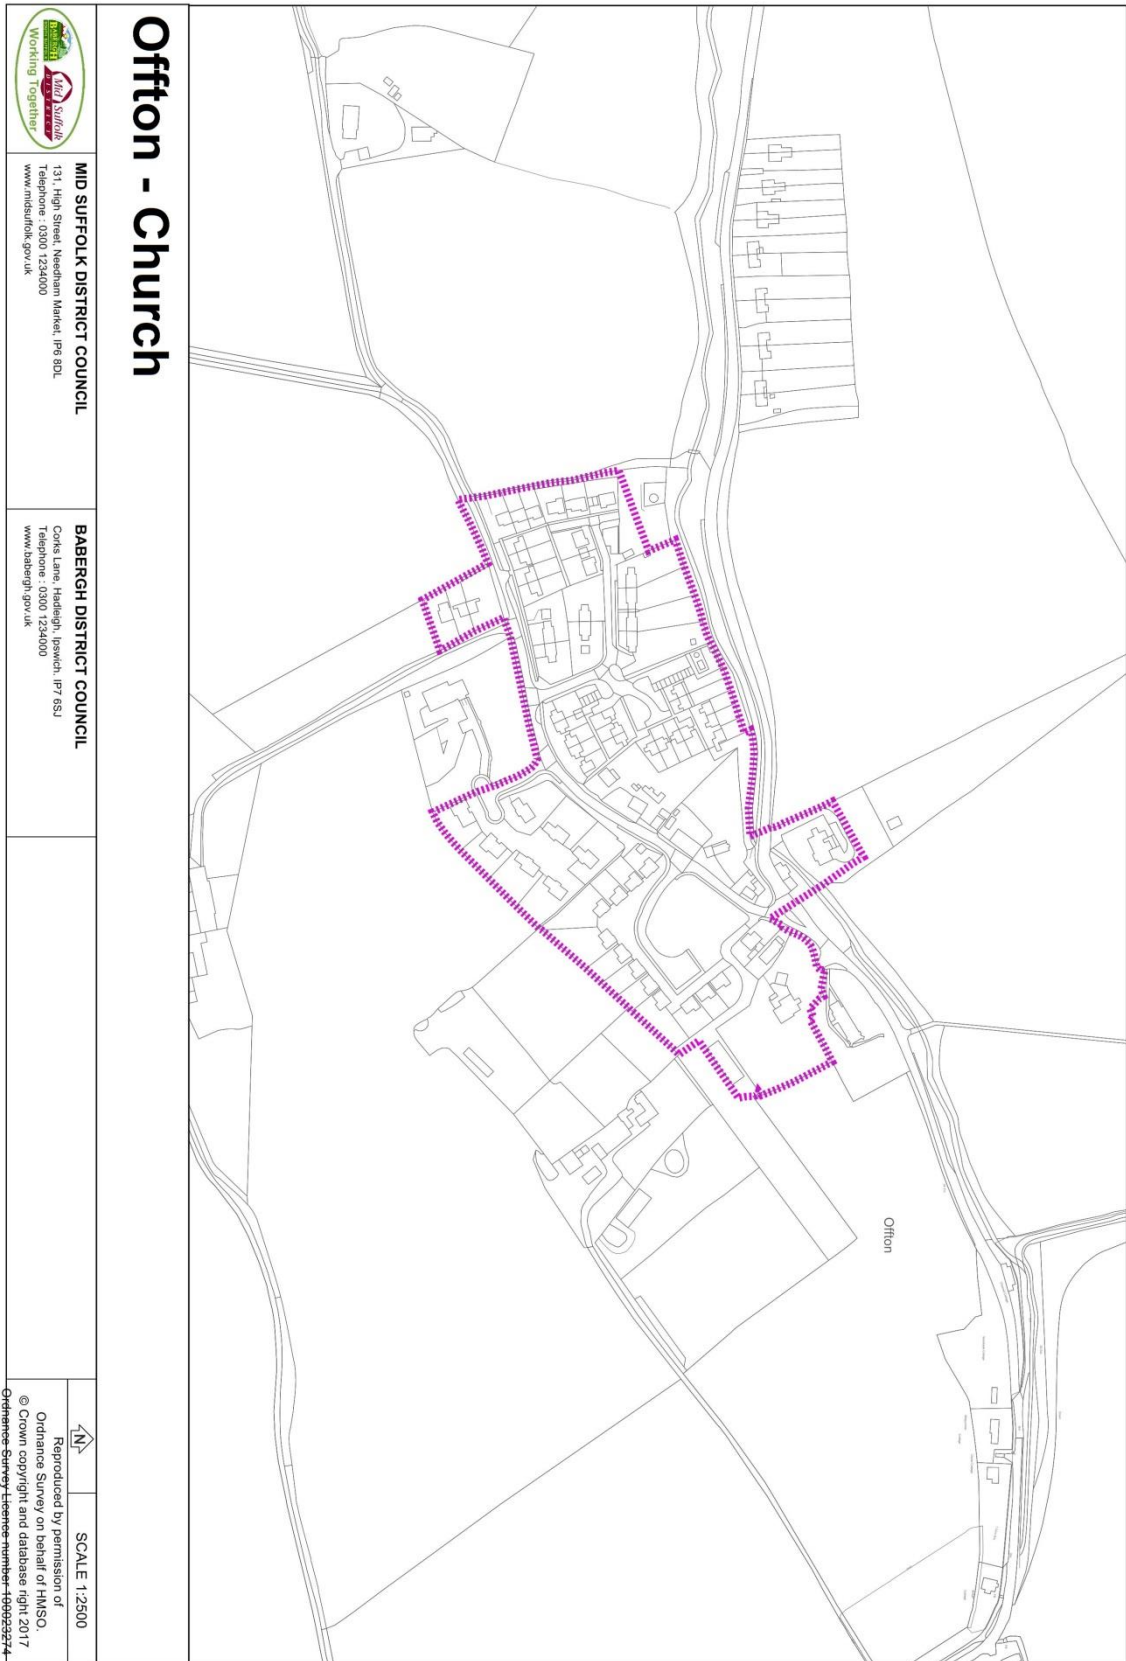 Offton - Church
Offton
BABERGH
Mid Suffolk
DISTRICT
Working Together
MID SUFFOLK DISTRICT COUNCIL
131, High Street, Needham Market, IP6 8DL
Telephone : 0300 1234000
www.midsuffolk.gov.uk
BABERGH DISTRICT COUNCIL
Corks Lane, Hadleigh, Ipswich. IP7 6SJ
Telephone : 0300 1234000
www.babergh.gov.uk
N
SCALE 1:2500
Reproduced by permission of
Ordnance Survey on behalf of HMSO.
© Crown copyright and database right 2017
Ordnance Survey Licence number 100023274